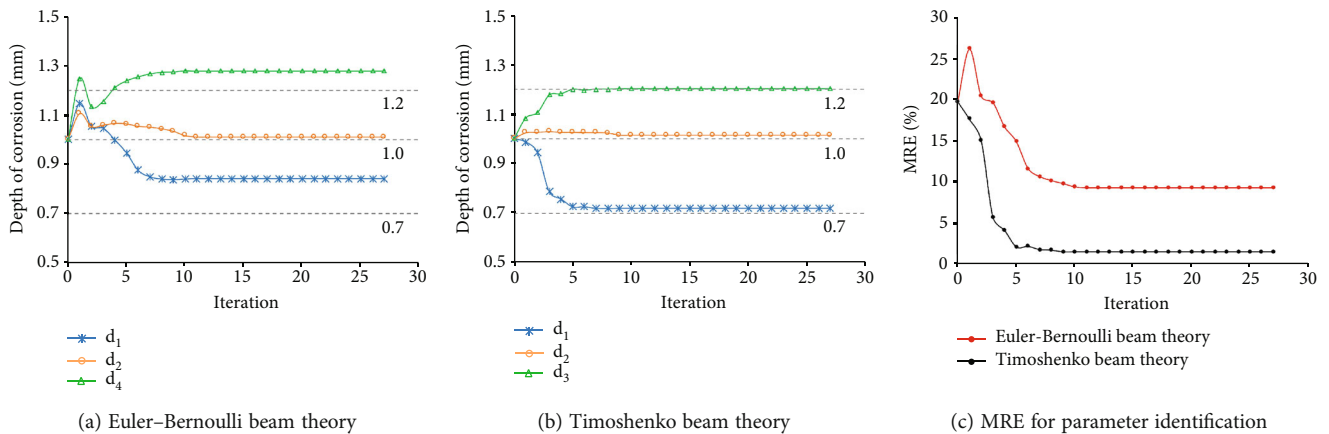 Depth of corrosion (mm)
1.5
1.3
1.1
0.9
0.7
0.5
1.2
1.0
0.7
0
5
10
15
20
25
30
Iteration
d1
d2
d4
(a) Euler–Bernoulli beam theory
Depth of corrosion (mm)
1.5
1.3
1.1
0.9
0.7
0.5
1.2
1.0
0.7
0
5
10
15
20
25
30
Iteration
d1
d2
d3
(b) Timoshenko beam theory
MRE (%)
30%
25
20
15
10
5
0
0
5
10
15
20
25
30
Iteration
Euler-Bernoulli beam theory
Timoshenko beam theory
(c) MRE for parameter identification